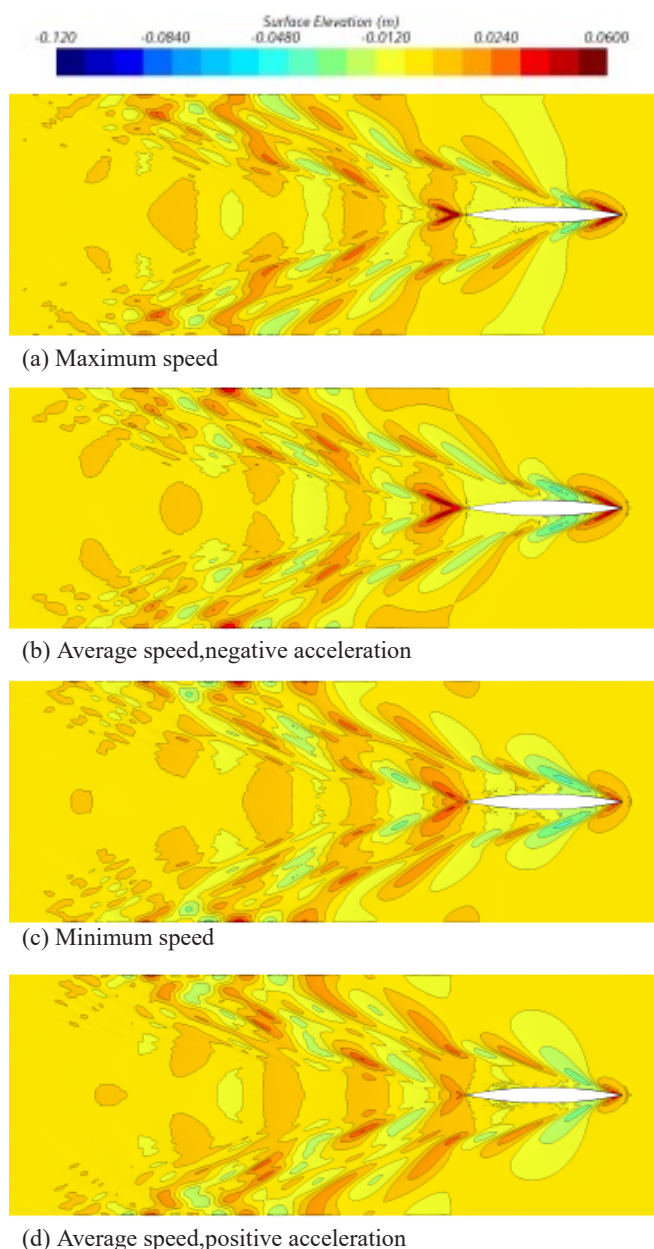 Surface Elevation (m)
-0.120 -0.0840 -0.0480 -0.0120 0.0240 0.0600
(a) Maximum speed
(b) Average speed,negative acceleration
(c) Minimum speed
(d) Average speed,positive acceleration